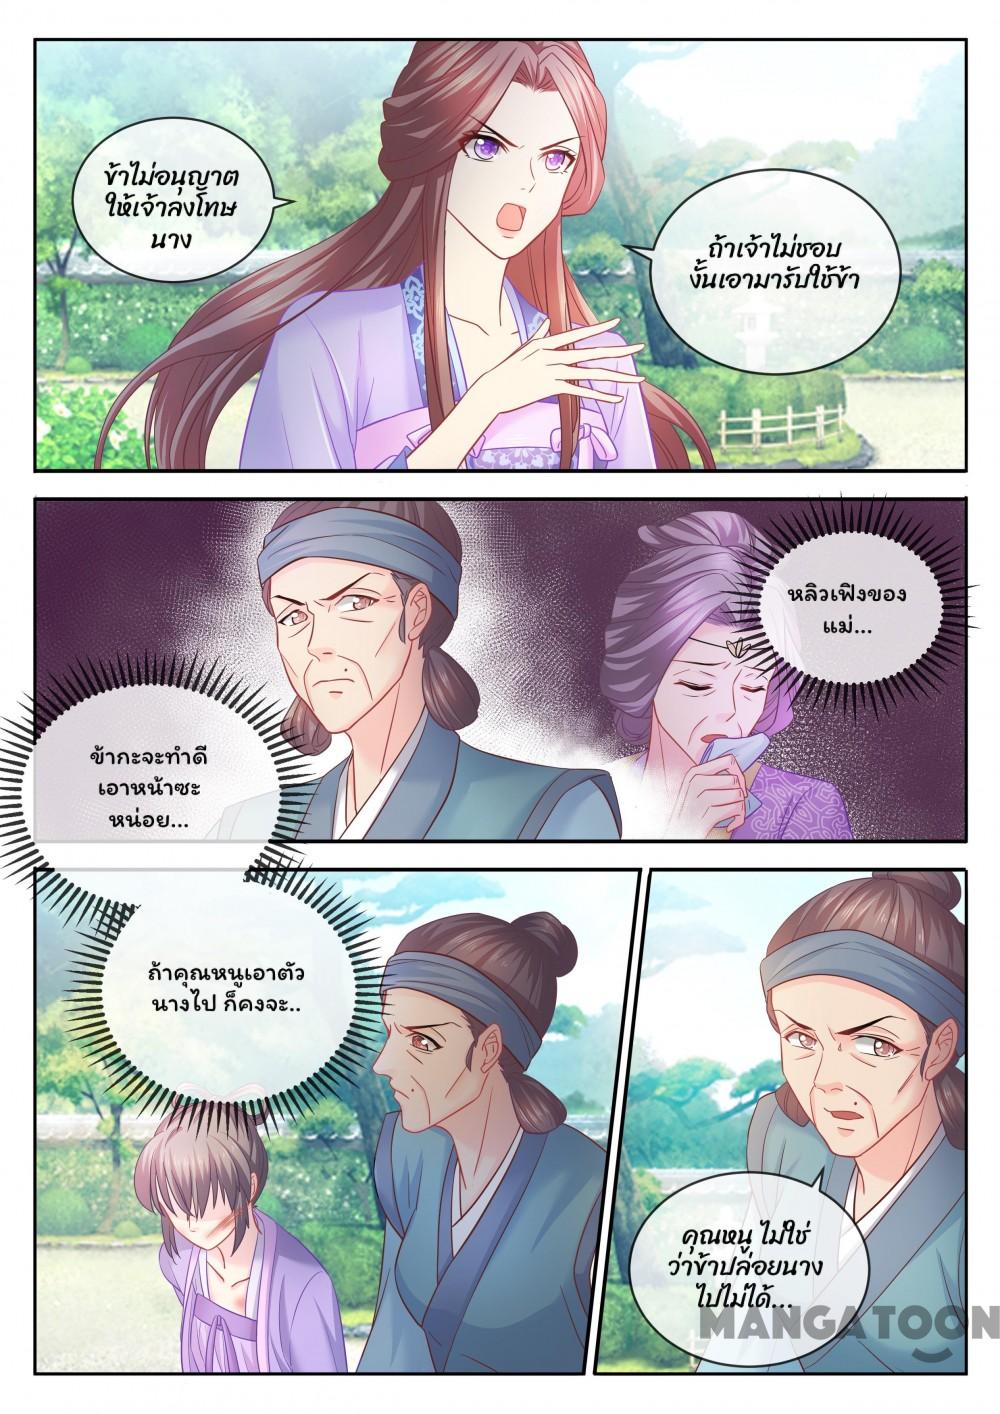 ข้าไม่อนุญาต
ให้เจ้าลงโทษ
นาง
ถ้าเจ้าไม่ชอบ
งั้นเอามารับใช้ข้า
หลิวเฟิงของ
แม่...
ข้ากะจะทำดี
เอาหน้าซะ
หน่อย...
ถ้าคุณหนูเอาตัว
นางไป ก็คงจะ..
คุณหนู ไม่ใช่
ว่าข้าปล่อยนาง
ไปไม่ได้...
MANGATOON